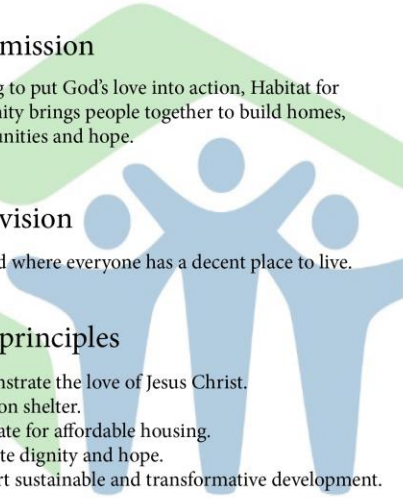 mission
g to put God’s love into action, Habitat for
nity brings people together to build homes,
unities and hope.
vision
d where everyone has a decent place to live.
principles
nstrate the love of Jesus Christ.
on shelter.
ate for affordable housing.
te dignity and hope.
rt sustainable and transformative development.